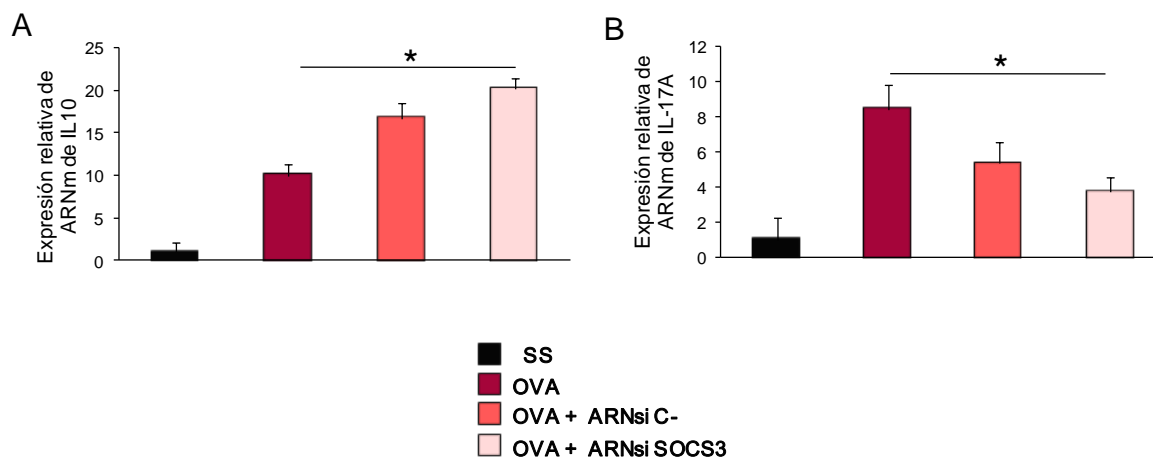 A
Expresión relativa de
ARNm de IL10
25
20
15
10
5
0
*
B
Expresión relativa de
ARNm de IL-17A
12
10
8
6
4
2
0
*
SS
OVA
OVA + ARNsi C-
OVA + ARNsi SOCS3